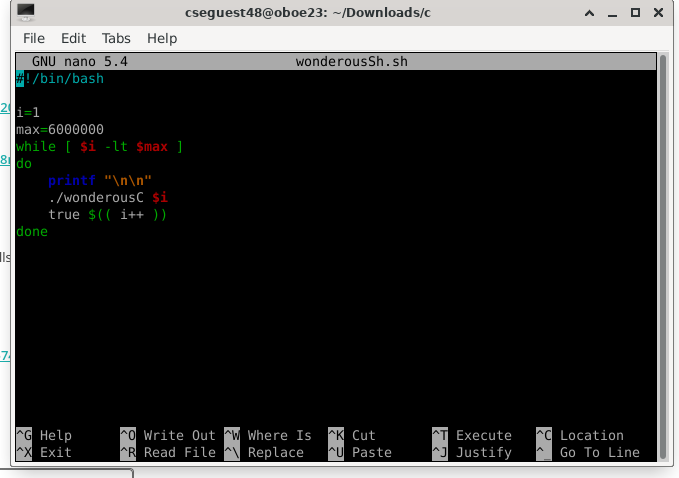 cseguest48@oboe23: ~/Downloads/c
File Edit Tabs Help
GNU nano 5.4 wonderousSh.sh
#!/bin/bash
i=1
max=6000000
while [ $i -lt $max ]
do
printf "\n\n"
./wonderousC $i
true $(( i++ ))
done
^G Help ^O Write Out ^W Where Is ^K Cut ^T Execute ^C Location
^X Exit ^R Read File ^\ Replace ^U Paste ^J Justify ^_ Go To Line